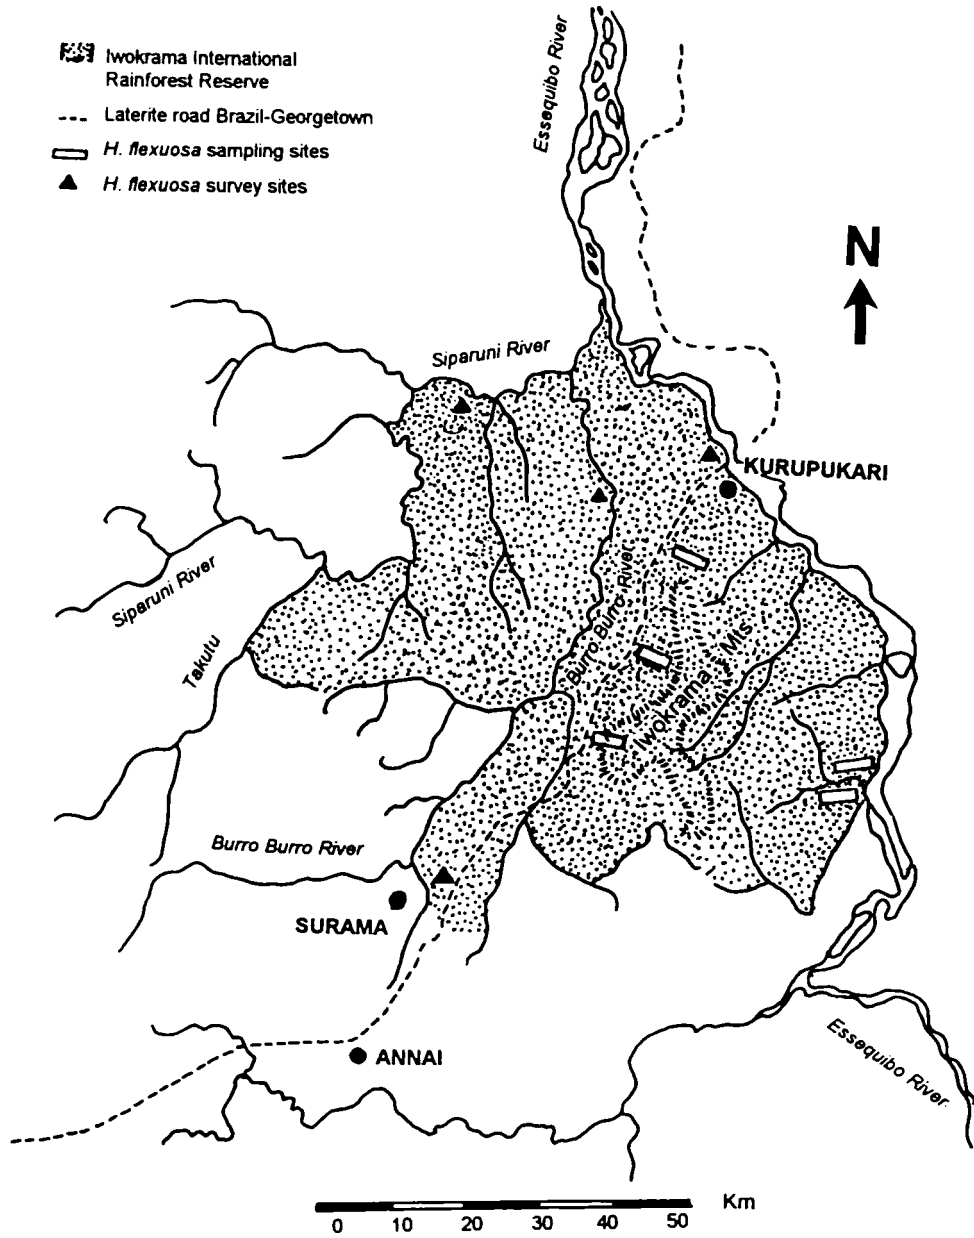 Iwokrama International
Rainforest Reserve
Laterite road Brazil-Georgetown
H. flexuosa sampling sites
H. flexuosa survey sites
Essequibo River
N
Siparuni River
KURUPUKARI
Siparuni River
Takutu
Burro Burro River
Iwokrama Mts
Burro Burro River
SURAMA
ANNAI
Essequibo River
Km
0 10 20 30 40 50